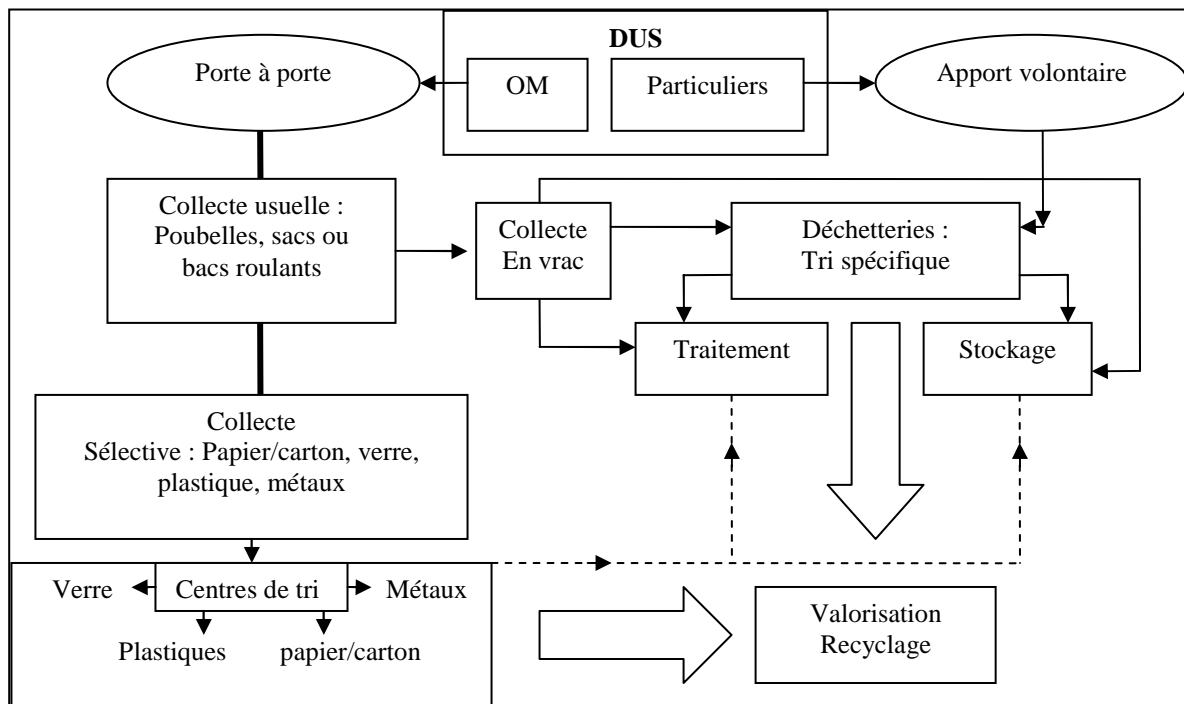 DUS
Porte à porte
OM
Particuliers
Apport volontaire
Collecte usuelle :
Poubelles, sacs ou
bacs roulants
Collecte
En vrac
Déchetteries :
Tri spécifique
Traitement
Stockage
Collecte
Sélective : Papier/carton, verre,
plastique, métaux
Verre
Centres de tri
Métaux
Plastiques
papier/carton
Valorisation
Recyclage